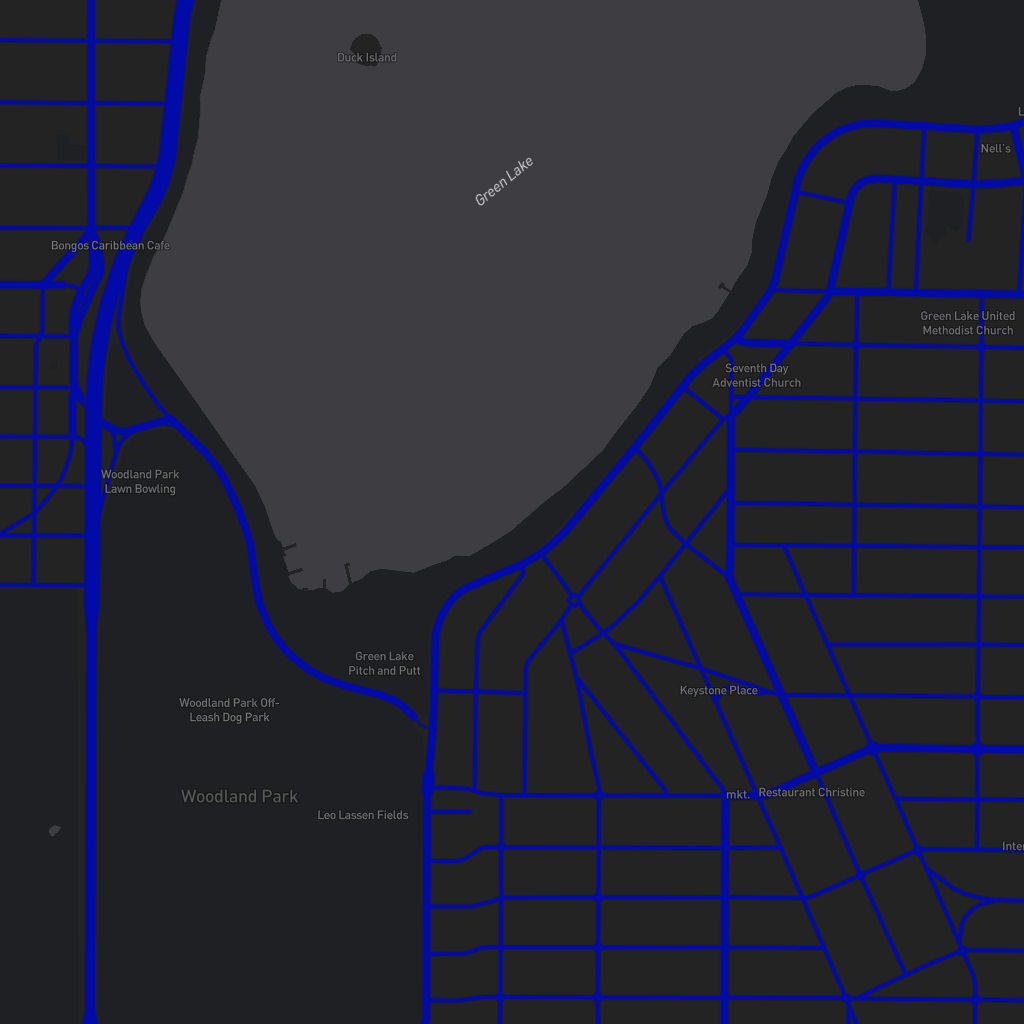 Duck Island
Green Lake
L
Nell's
Bongos Caribbean Cafe
Green Lake United
Methodist Church
Seventh Day
Adventist Church
Woodland Park
Lawn Bowling
Green Lake
Pitch and Putt
Keystone Place
Woodland Park Off-
Leash Dog Park
Woodland Park
mkt.
Restaurant Christine
Leo Lassen Fields
Inter